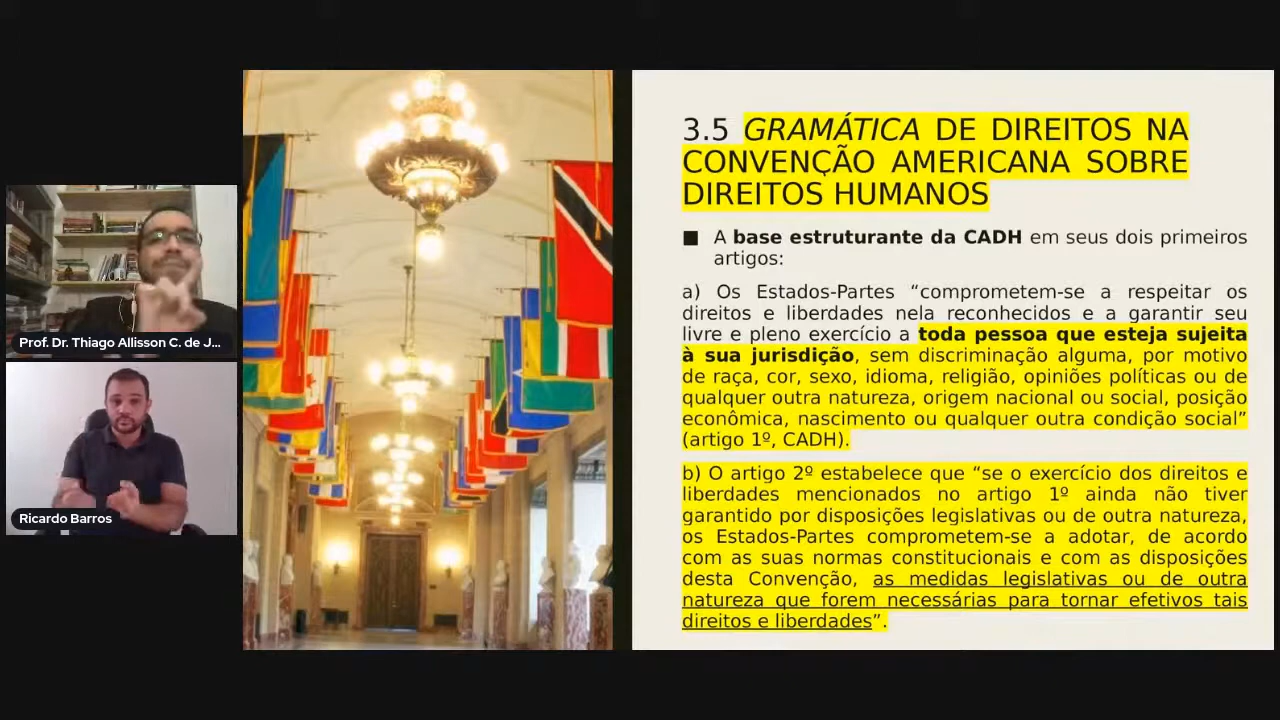 3.5 GRAMÁTICA DE DIREITOS NA
CONVENÇÃO AMERICANA SOBRE
DIREITOS HUMANOS
■ A base estruturante da CADH em seus dois primeiros
artigos:
a) Os Estados-Partes “comprometem-se a respeitar os
direitos e liberdades nela reconhecidos e a garantir seu
livre e pleno exercício a toda pessoa que esteja sujeita
à sua jurisdição, sem discriminação alguma, por motivo
de raça, cor, sexo, idioma, religião, opiniões políticas ou de
qualquer outra natureza, origem nacional ou social, posição
econômica, nascimento ou qualquer outra condição social”
(artigo 1º, CADH).
b) O artigo 2º estabelece que “se o exercício dos direitos e
liberdades mencionados no artigo 1º ainda não tiver
garantido por disposições legislativas ou de outra natureza,
os Estados-Partes comprometem-se a adotar, de acordo
com as suas normas constitucionais e com as disposições
desta Convenção, as medidas legislativas ou de outra
natureza que forem necessárias para tornar efetivos tais
direitos e liberdades”.
Prof. Dr. Thiago Allisson C. de J...
Ricardo Barros